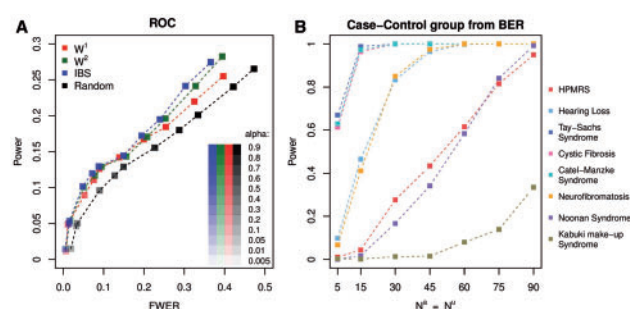 A
ROC
W¹
W²
IBS
Random
Power
0.3
0.25
0.2
0.15
0.1
0.05
0
0.0 0.1 0.2 0.3 0.4 0.5
FWER
alpha:
0.9
0.8
0.7
0.6
0.5
0.4
0.3
0.2
0.1
0.05
0.01
0.005
B
Case−Control group from BER
Power
1
0.8
0.6
0.4
0.2
0
5 15 30 45 60 75 90
HPMRS
Hearing Loss
Tay−Sachs
Syndrome
Cystic Fibrosis
Catel−Manzke
Syndrome
Neurofibromatosis
Noonan Syndrome
Kabuki make−up
Syndrome